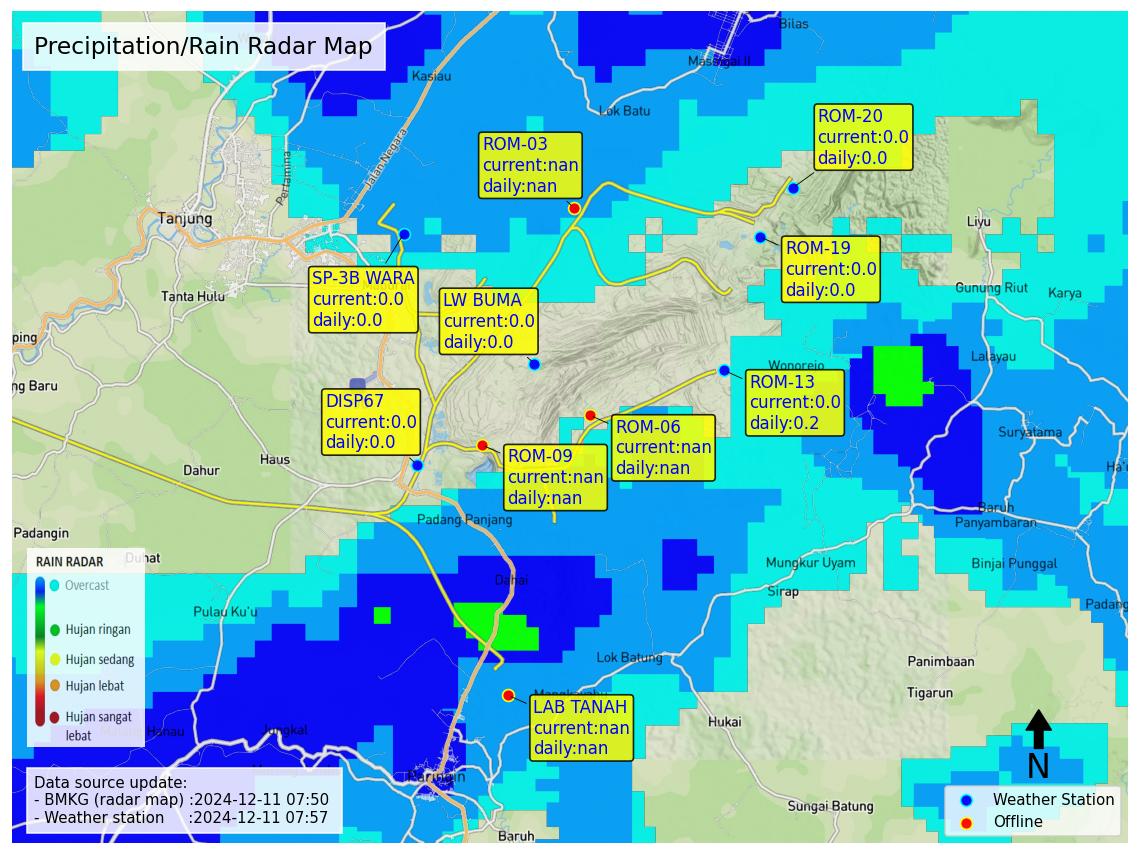 Precipitation/Rain Radar Map
Bilas
Kasiau
Lok Batu
Jalan Negara
Pertamina
Tanjung
ROM-20
current:0.0
daily:0.0
ROM-03
current:nan
daily:nan
Liyu
ROM-19
current:0.0
daily:0.0
SP-3B WARA
current:0.0
daily:0.0
Tanta Hulu
LW BUMA
current:0.0
daily:0.0
Gunung Riut
Karya
ping
Lalayau
Wonorejo
ng Baru
ROM-13
current:0.0
daily:0.2
DISP67
current:0.0
daily:0.0
ROM-06
current:nan
daily:nan
Suryatama
Haus
Dahur
ROM-09
current:nan
daily:nan
Baruh
Panyambaran
Padang Panjang
Padangin
Duhat
Mungkur Uyam
Binjai Punggal
Dahai
Sirap
Padang
Pulau Ku'u
RAIN RADAR
Overcast
Hujan ringan
Hujan sedang
Hujan lebat
Hujan sangat
lebat
Lok Batung
Panimbaan
Tigarun
LAB TANAH
current:nan
daily:nan
Hukai
Hanau
Jungkal
N
Paringin
Data source update:
- BMKG (radar map) :2024-12-11 07:50
- Weather station :2024-12-11 07:57
Sungai Batung
Baruh
Weather Station
Offline